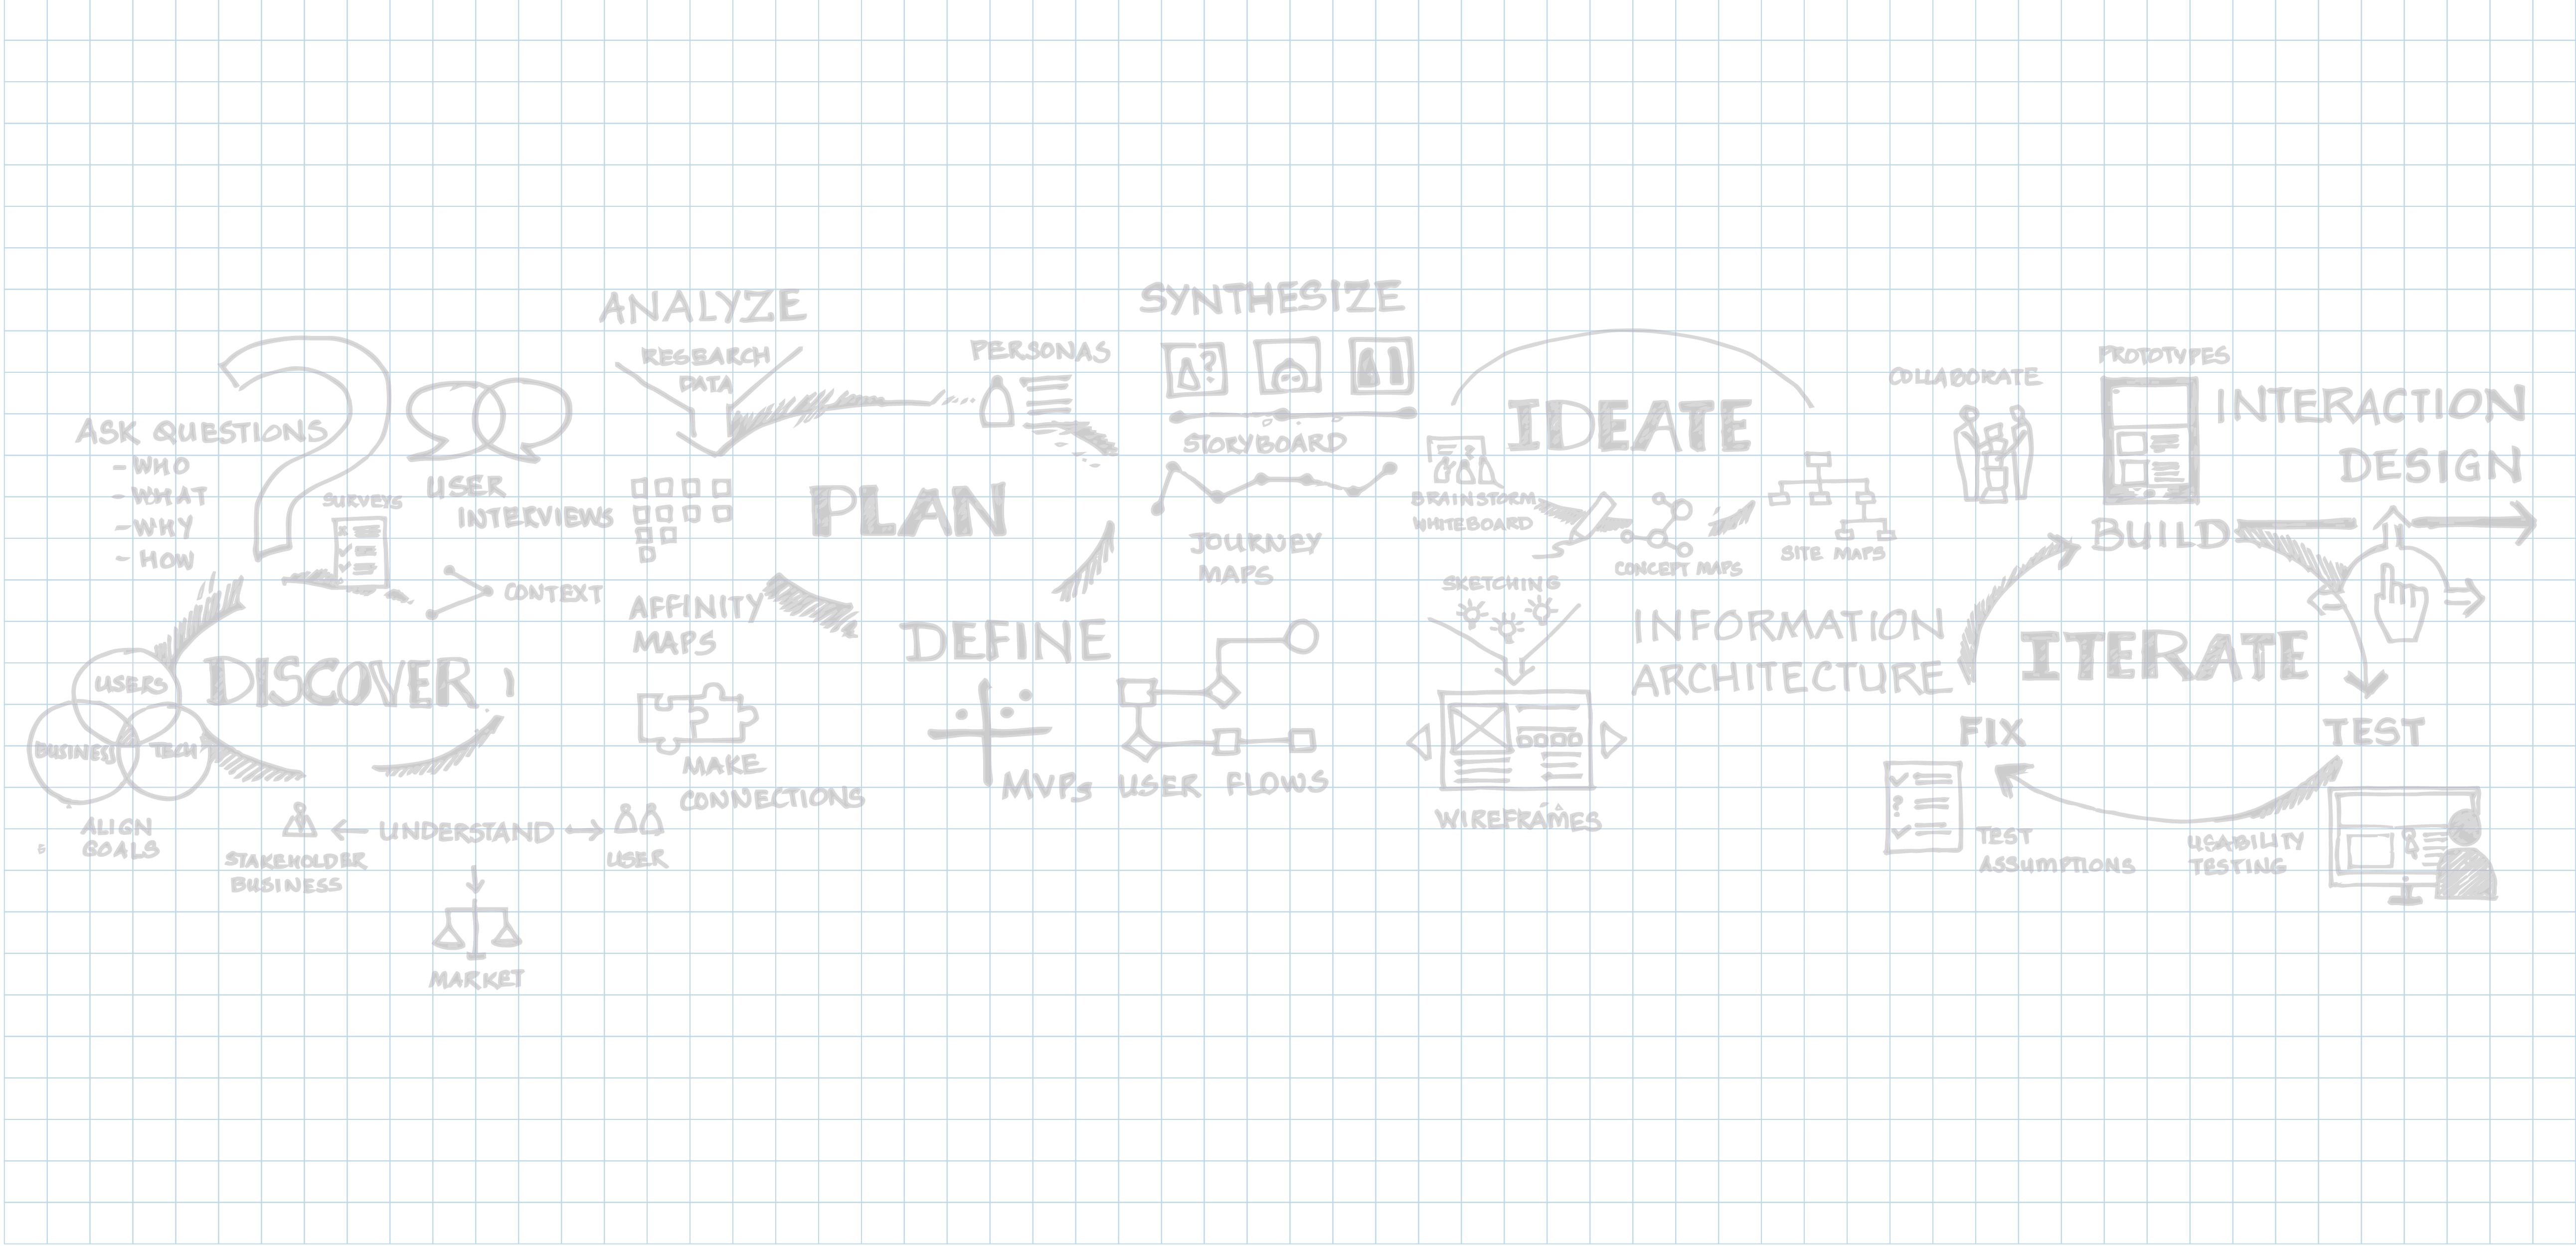 ASK QUESTIONS
- WHO
- WHAT
- WHY
- HOW
SURVEYS
USER
INTERVIEWS
CONTEXT
DISCOVER
USERS
BUSINESS
TECH
ALIGN
GOALS
STAKEHOLDER
BUSINESS
UNDERSTAND
USER
MARKET
ANALYZE
RESEARCH
DATA
AFFINITY
MAPS
MAKE
CONNECTIONS
PLAN
PERSONAS
DEFINE
MVPs
USER FLOWS
SYNTHESIZE
?
STORYBOARD
JOURNEY
MAPS
IDEATE
BRAINSTORM
WHITEBOARD
CONCEPT MAPS
SITE MAPS
SKETCHING
WIREFRAMES
INFORMATION
ARCHITECTURE
COLLABORATE
PROTOTYPES
INTERACTION
DESIGN
BUILD
ITERATE
FIX
TEST
?
TEST
ASSUMPTIONS
USABILITY
TESTING